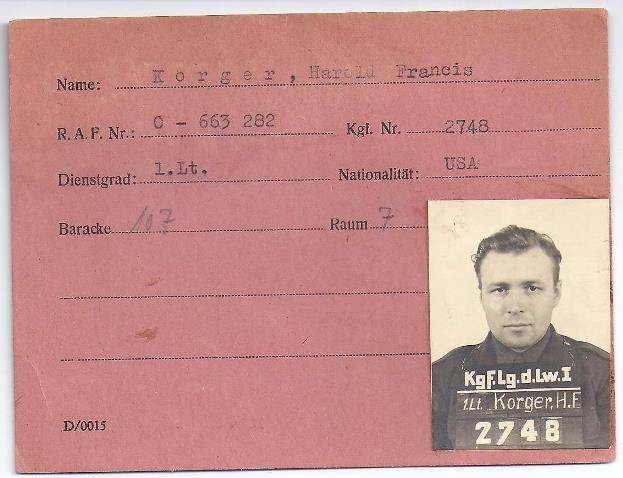 Name: Korger, Harold Francis
R.A.F. Nr.: O - 663 282 Kgf. Nr. 2748
Dienstgrad: 1.Lt. Nationalität: USA
Baracke 107 Raum 7
KgF.Lg.d.Lw.I
1.Lt. Korger, H.F
2748
D/0015